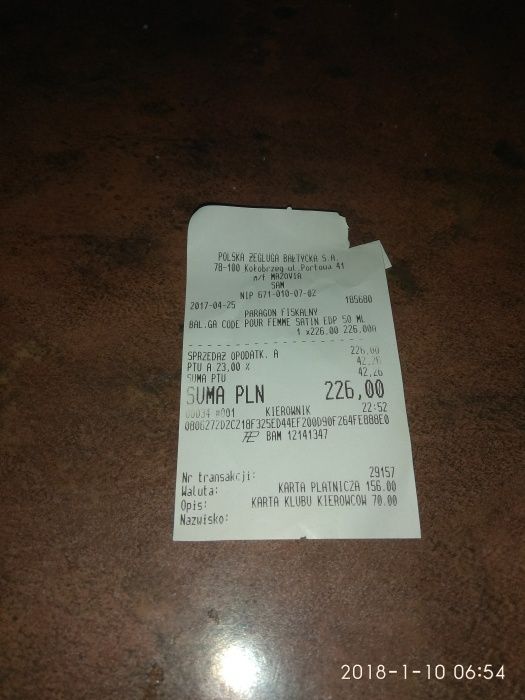 POLSKA ŻEGLUGA BAŁTYCKA S.A.
78-100 Kołobrzeg ul.Portowa 41
m/f MAZOVIA
SAM
NIP 671-010-07-02
2017-04-25 185680
PARAGON FISKALNY
BAL.GA CODE POUR FEMME SATIN EDP 50 ML
1 x226.00 226.00A
SPRZEDAŻ OPODATK. A 226,00
PTU A 23,00 % 42,26
SUMA PTU 42,26
SUMA PLN 226,00
00034 #001 KIEROWNIK 22:52
BAM 12141347
Nr transakcji: 29157
Waluta: KARTA PŁATNICZA 156.00
Opis: KARTA KLUBU KIEROWCÓW 70.00
Nazwisko:
2018-1-10 06:54